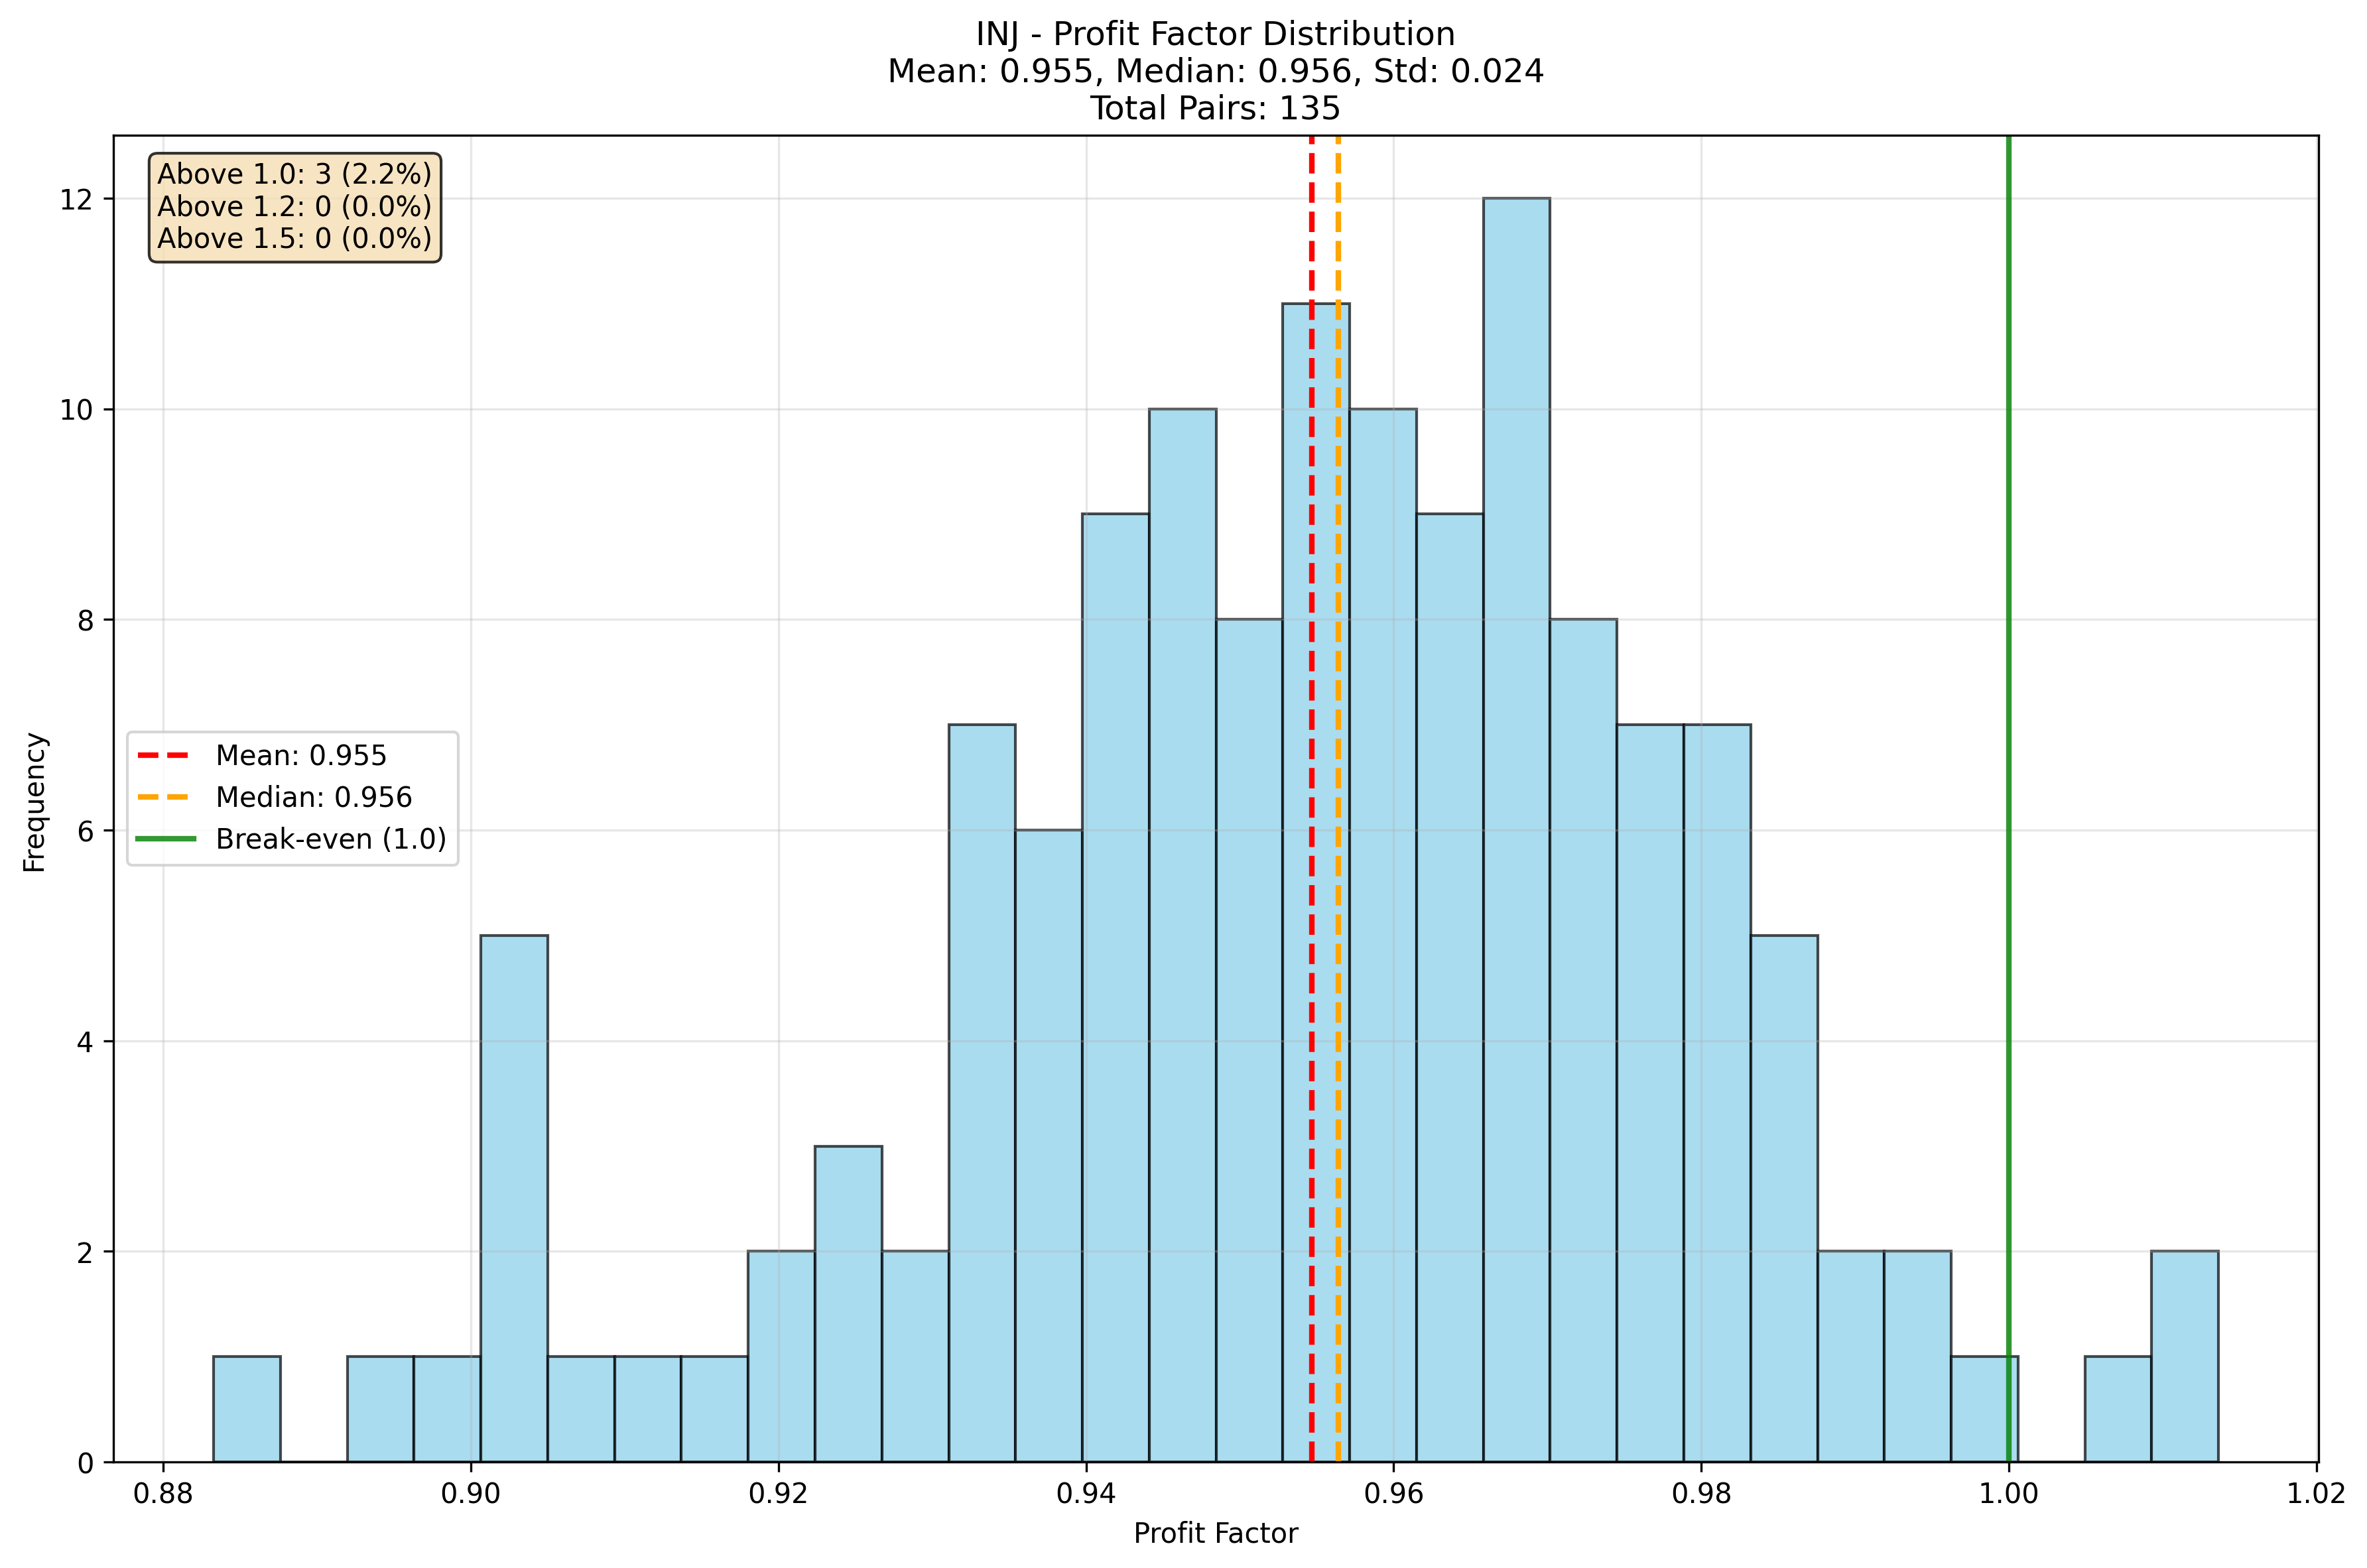 INJ - Profit Factor Distribution
Mean: 0.955, Median: 0.956, Std: 0.024
Total Pairs: 135
Above 1.0: 3 (2.2%)
Above 1.2: 0 (0.0%)
Above 1.5: 0 (0.0%)
Mean: 0.955
Median: 0.956
Break-even (1.0)
Frequency
12
10
8
6
4
2
0
0.88
0.90
0.92
0.94
0.96
0.98
1.00
1.02
Profit Factor